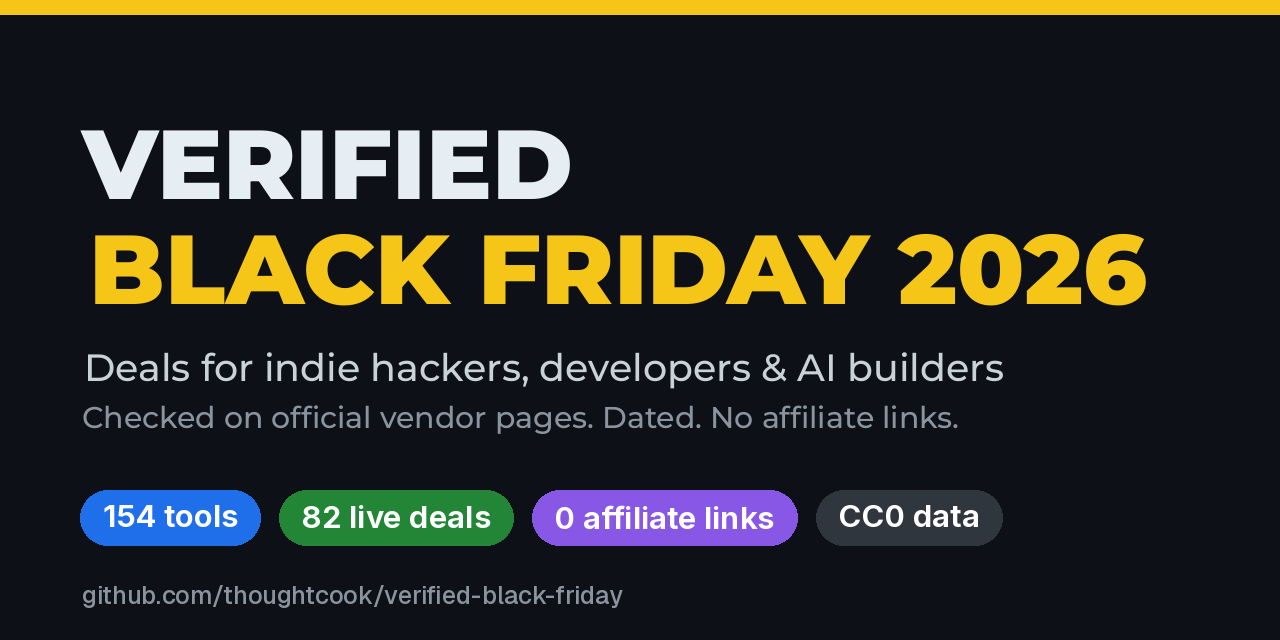 VERIFIED
BLACK FRIDAY 2026
Deals for indie hackers, developers & AI builders
Checked on official vendor pages. Dated. No affiliate links.
154 tools 82 live deals 0 affiliate links CC0 data
github.com/thoughtcook/verified-black-friday